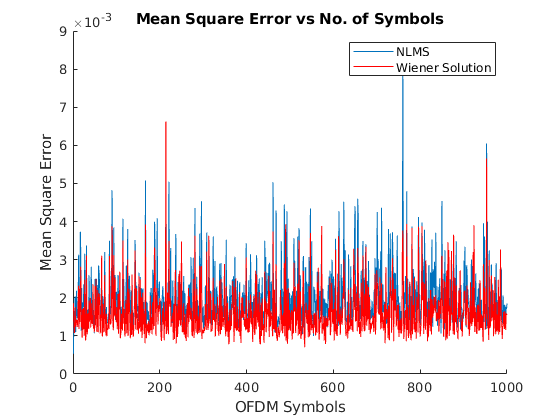 Mean Square Error vs No. of Symbols
×10⁻³
9
8
7
6
5
4
3
2
1
0
Mean Square Error
NLMS
Wiener Solution
0 200 400 600 800 1000
OFDM Symbols